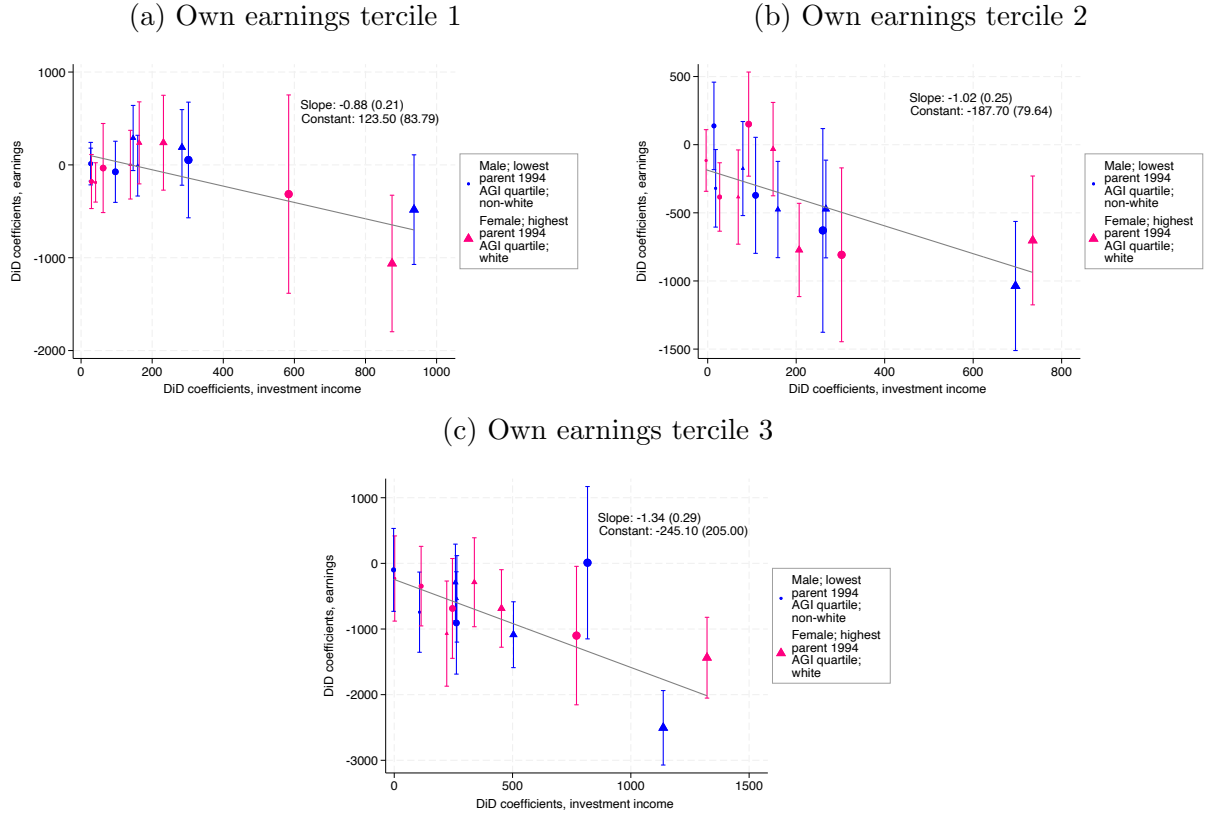 (a) Own earnings tercile 1
1000
0
-1000
-2000
DiD coefficients, earnings
0 200 400 600 800 1000
DiD coefficients, investment income
Slope: -0.88 (0.21)
Constant: 123.50 (83.79)
Male; lowest
parent 1994
AGI quartile;
non-white
Female; highest
parent 1994
AGI quartile;
white
(b) Own earnings tercile 2
500
0
-500
-1000
-1500
DiD coefficients, earnings
0 200 400 600 800
DiD coefficients, investment income
Slope: -1.02 (0.25)
Constant: -187.70 (79.64)
Male; lowest
parent 1994
AGI quartile;
non-white
Female; highest
parent 1994
AGI quartile;
white
(c) Own earnings tercile 3
1000
0
-1000
-2000
-3000
DiD coefficients, earnings
0 500 1000 1500
DiD coefficients, investment income
Slope: -1.34 (0.29)
Constant: -245.10 (205.00)
Male; lowest
parent 1994
AGI quartile;
non-white
Female; highest
parent 1994
AGI quartile;
white